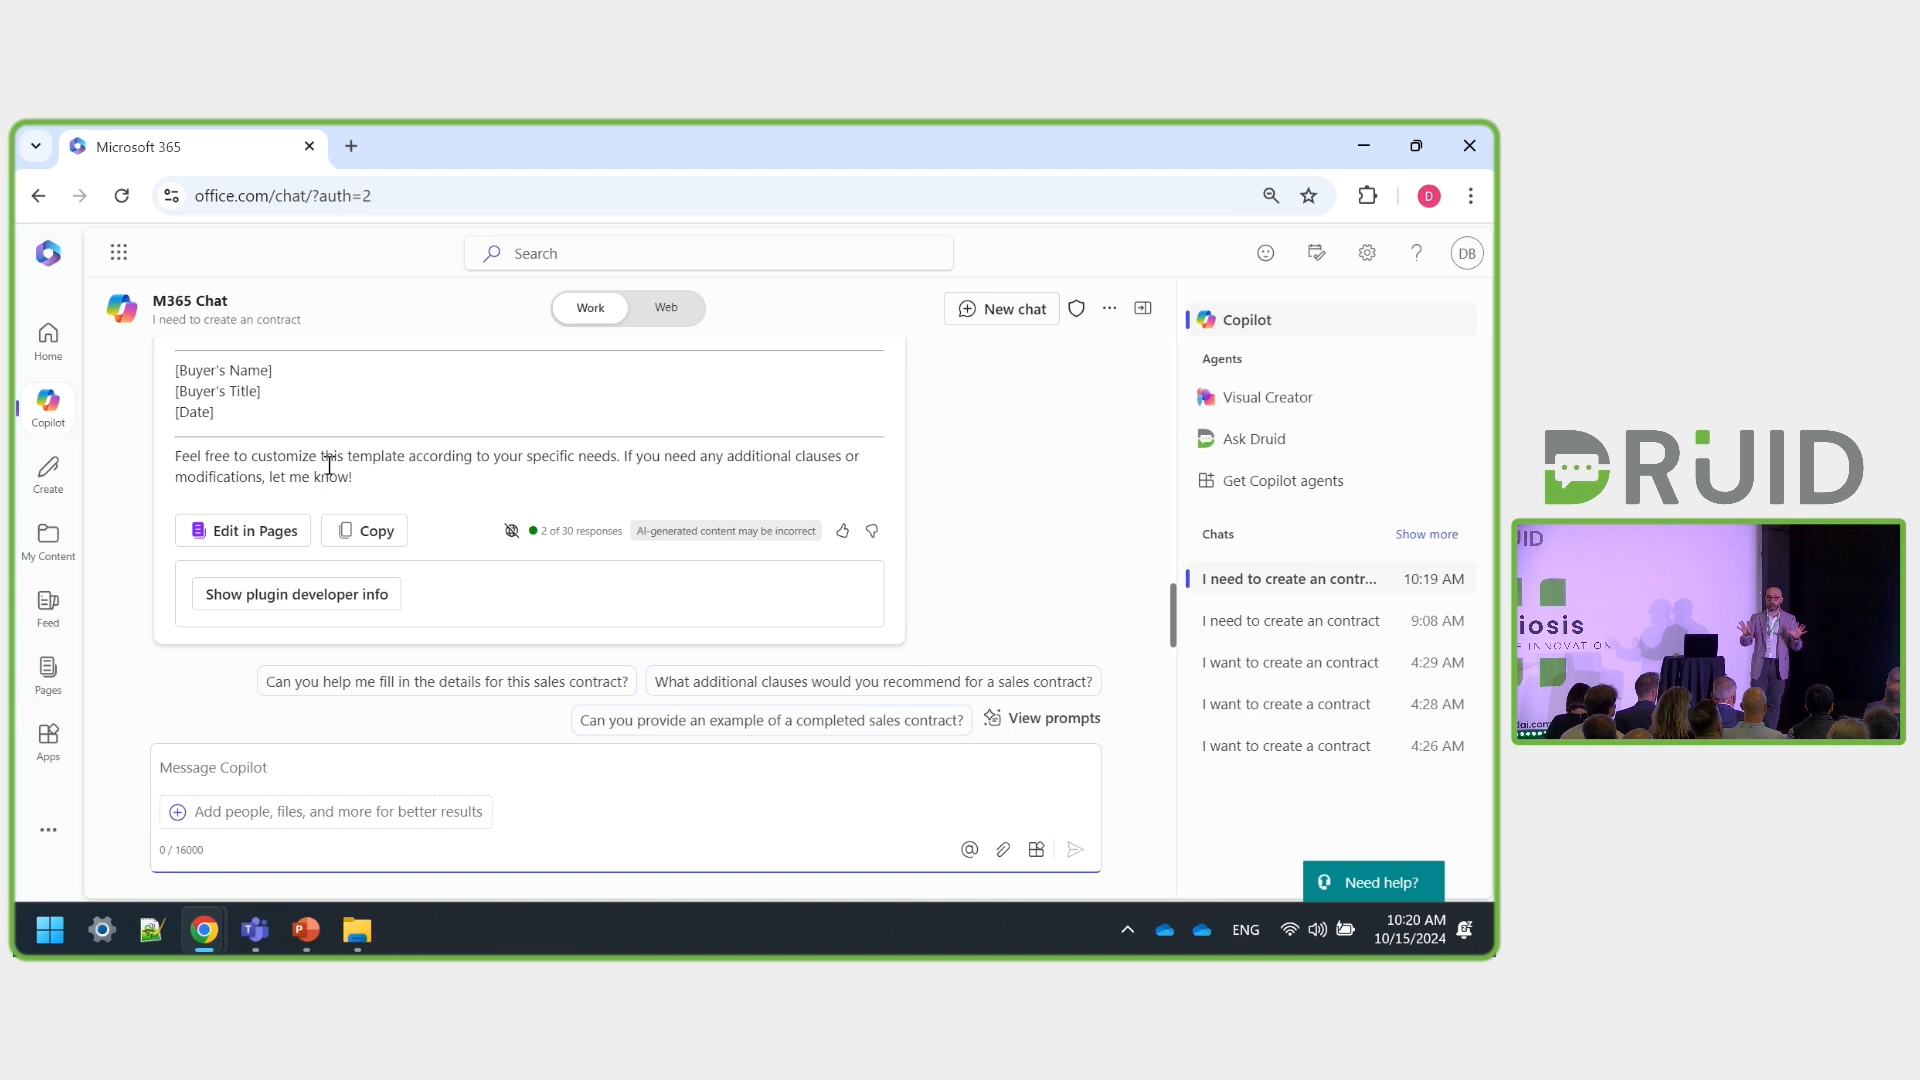 Microsoft 365
office.com/chat/?auth=2
Search
DB
D
M365 Chat
I need to create an contract
Work
Web
New chat
Home
Copilot
Create
My Content
Feed
Pages
Apps
[Buyer's Name]
[Buyer's Title]
[Date]
Feel free to customize this template according to your specific needs. If you need any additional clauses or
modifications, let me know!
Edit in Pages
Copy
2 of 30 responses
AI-generated content may be incorrect
Show plugin developer info
Can you help me fill in the details for this sales contract?
What additional clauses would you recommend for a sales contract?
Can you provide an example of a completed sales contract?
View prompts
Message Copilot
Add people, files, and more for better results
0 / 16000
Copilot
Agents
Visual Creator
Ask Druid
Get Copilot agents
Chats
Show more
I need to create an contr... 10:19 AM
I need to create an contract 9:08 AM
I want to create an contract 4:29 AM
I want to create a contract 4:28 AM
I want to create a contract 4:26 AM
Need help?
ENG
10:20 AM
10/15/2024
DRUID
UID
iosis
F INNOVATION
dai.com